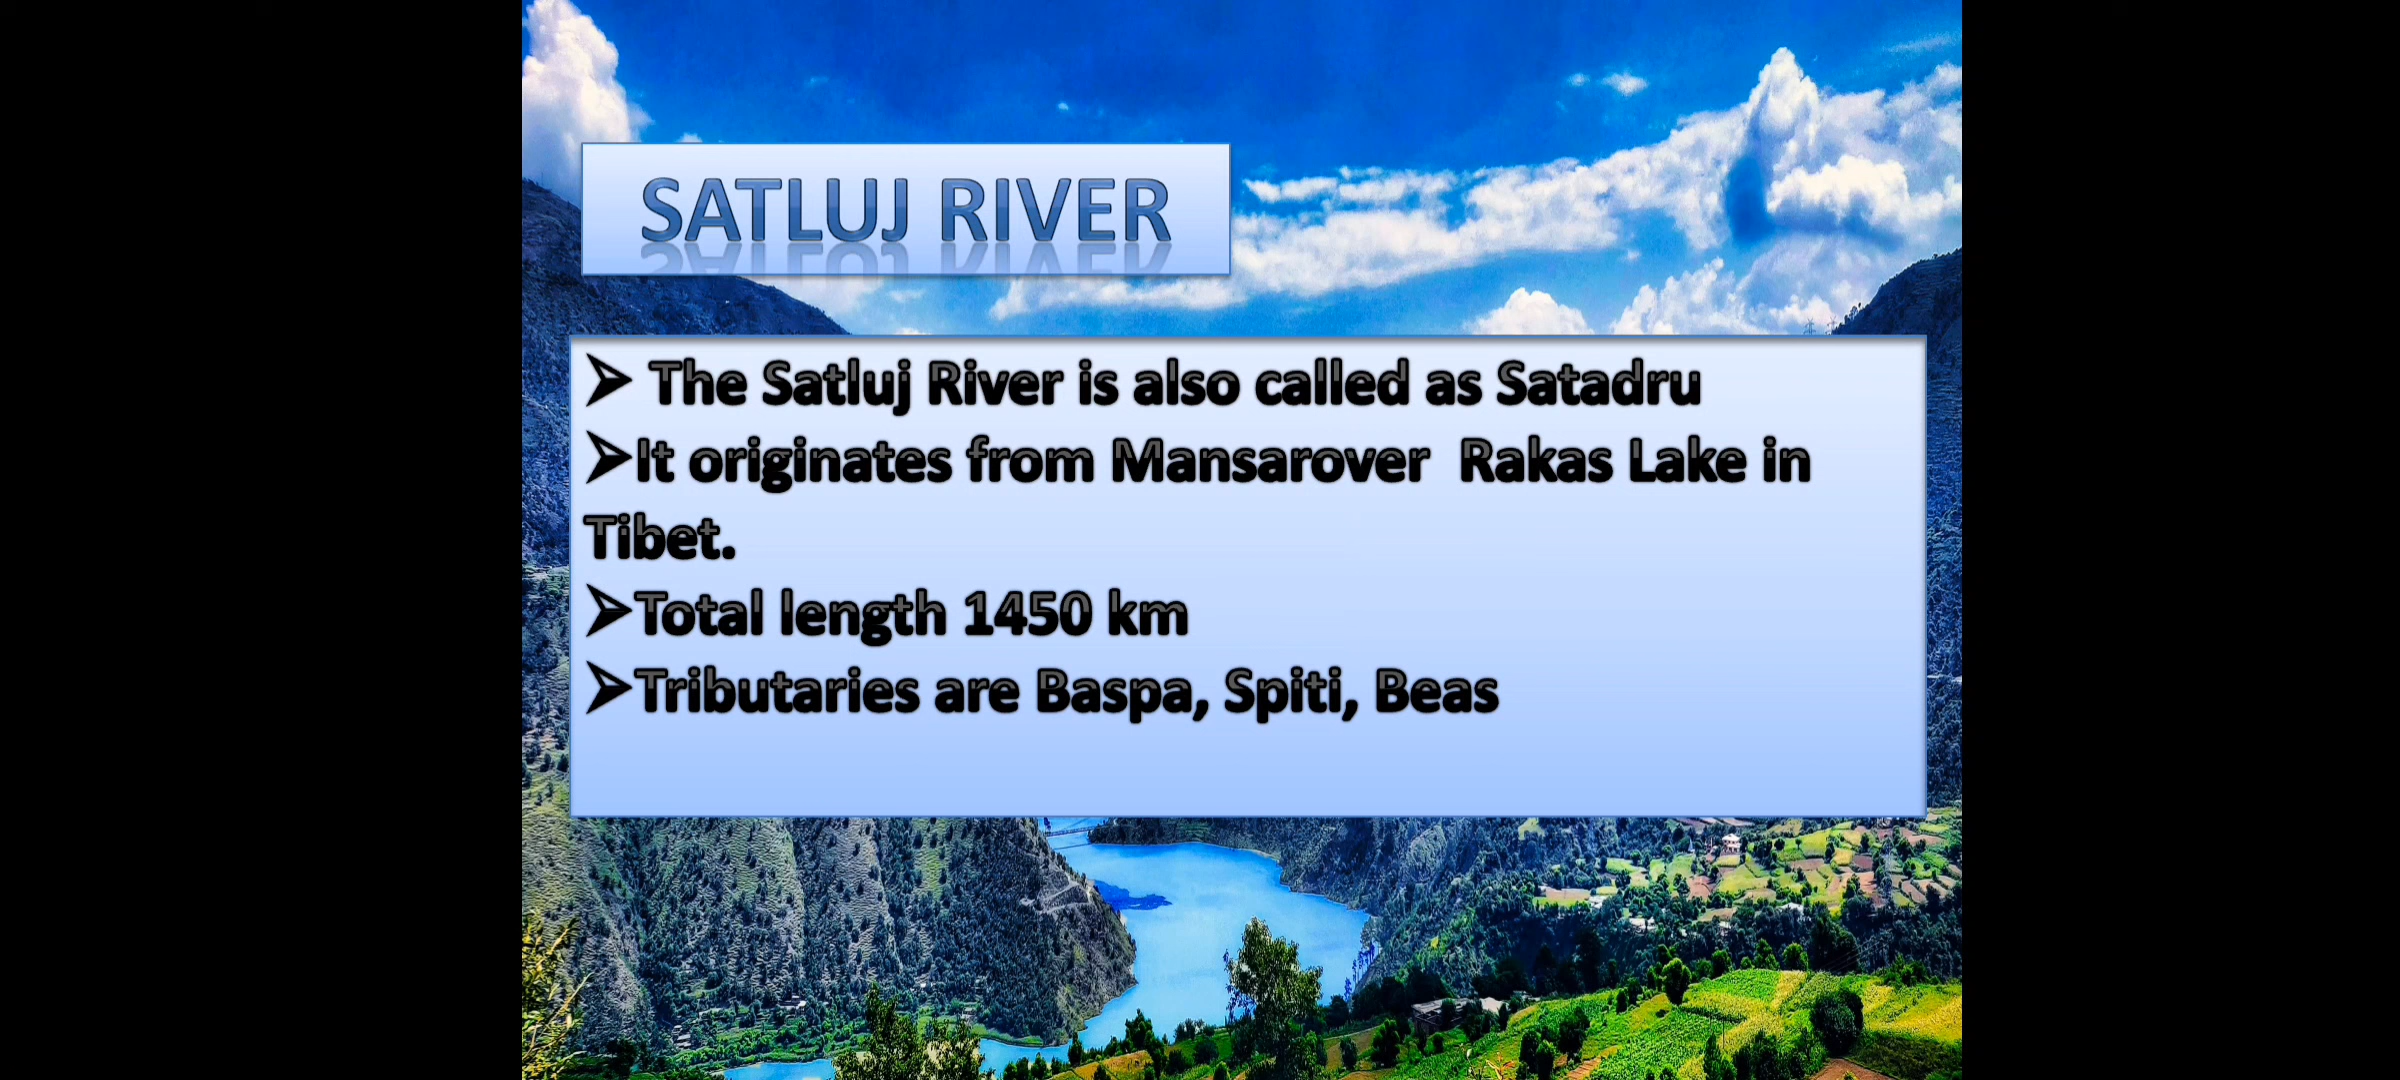 SATLUJ RIVER
➢ The Satluj River is also called as Satadru
➢It originates from Mansarover  Rakas Lake in
Tibet.
➢Total length 1450 km
➢Tributaries are Baspa, Spiti, Beas